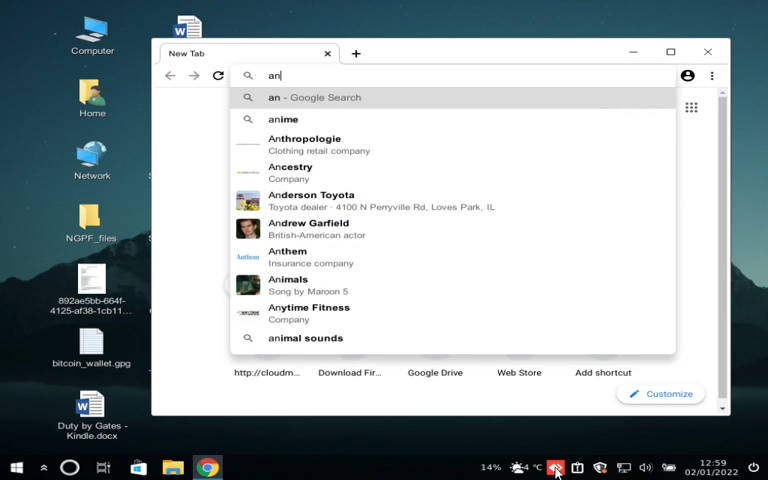 Computer
Home
Network
NGPF_files
892ae5bb-664f-
4125-af38-1cb11...
bitcoin_wallet.gpg
Duty by Gates -
Kindle.docx
New Tab
an
an - Google Search
anime
Anthropologie
Clothing retail company
Ancestry
Company
Anderson Toyota
Toyota dealer · 4100 N Perryville Rd, Loves Park, IL
Andrew Garfield
British-American actor
Anthem
Insurance company
Animals
Song by Maroon 5
Anytime Fitness
Company
animal sounds
http://cloudm... Download Fir... Google Drive Web Store Add shortcut
Customize
14% 4 °C 12:59
02/01/2022